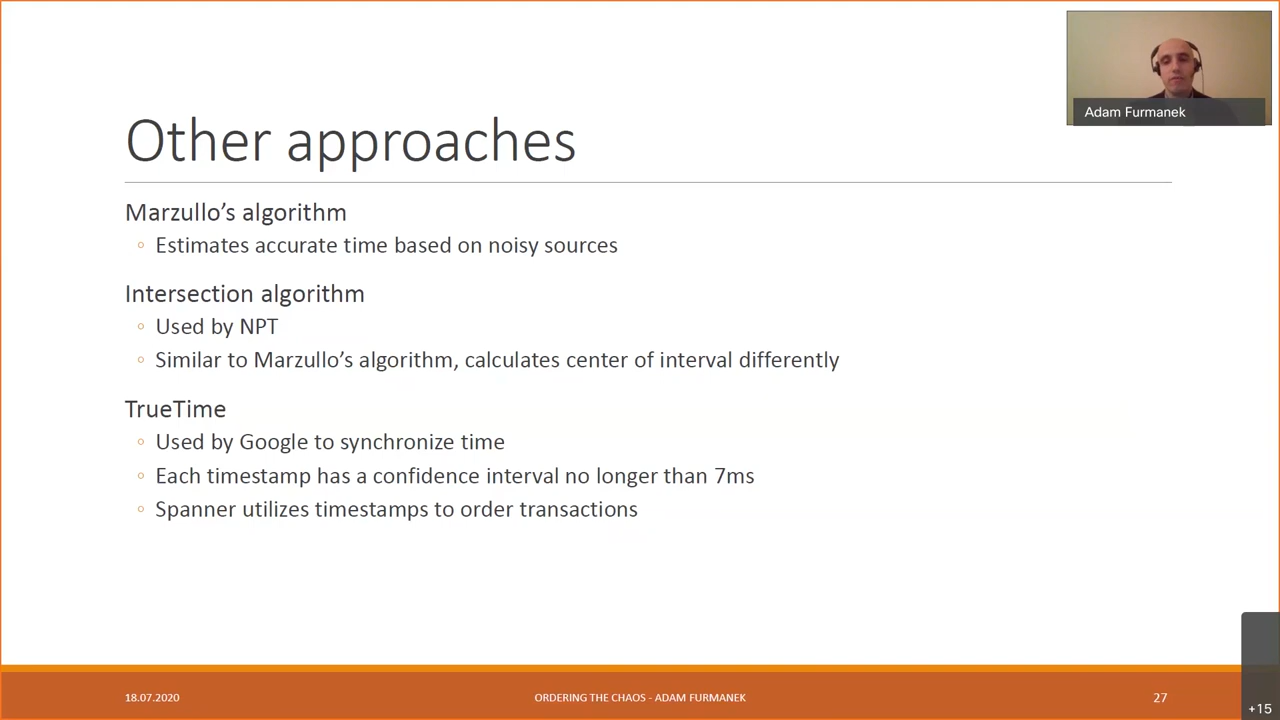 Adam Furmanek
Other approaches
Marzullo’s algorithm
◦ Estimates accurate time based on noisy sources
Intersection algorithm
◦ Used by NPT
◦ Similar to Marzullo’s algorithm, calculates center of interval differently
TrueTime
◦ Used by Google to synchronize time
◦ Each timestamp has a confidence interval no longer than 7ms
◦ Spanner utilizes timestamps to order transactions
18.07.2020
ORDERING THE CHAOS - ADAM FURMANEK
27
+15